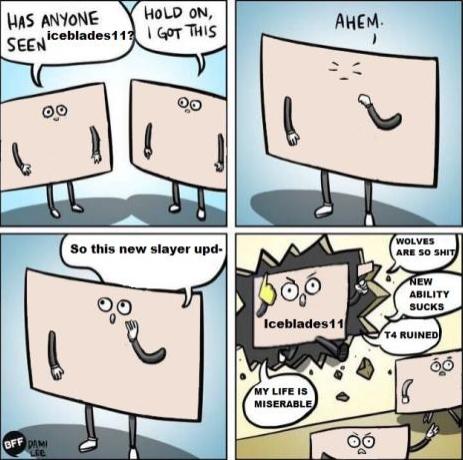 HAS ANYONE
SEEN iceblades11?
HOLD ON,
I GOT THIS
AHEM.
So this new slayer upd-
WOLVES
ARE SO SHIT
NEW
ABILITY
SUCKS
T4 RUINED
Iceblades11
MY LIFE IS
MISERABLE
BFF
DAMI
LEE